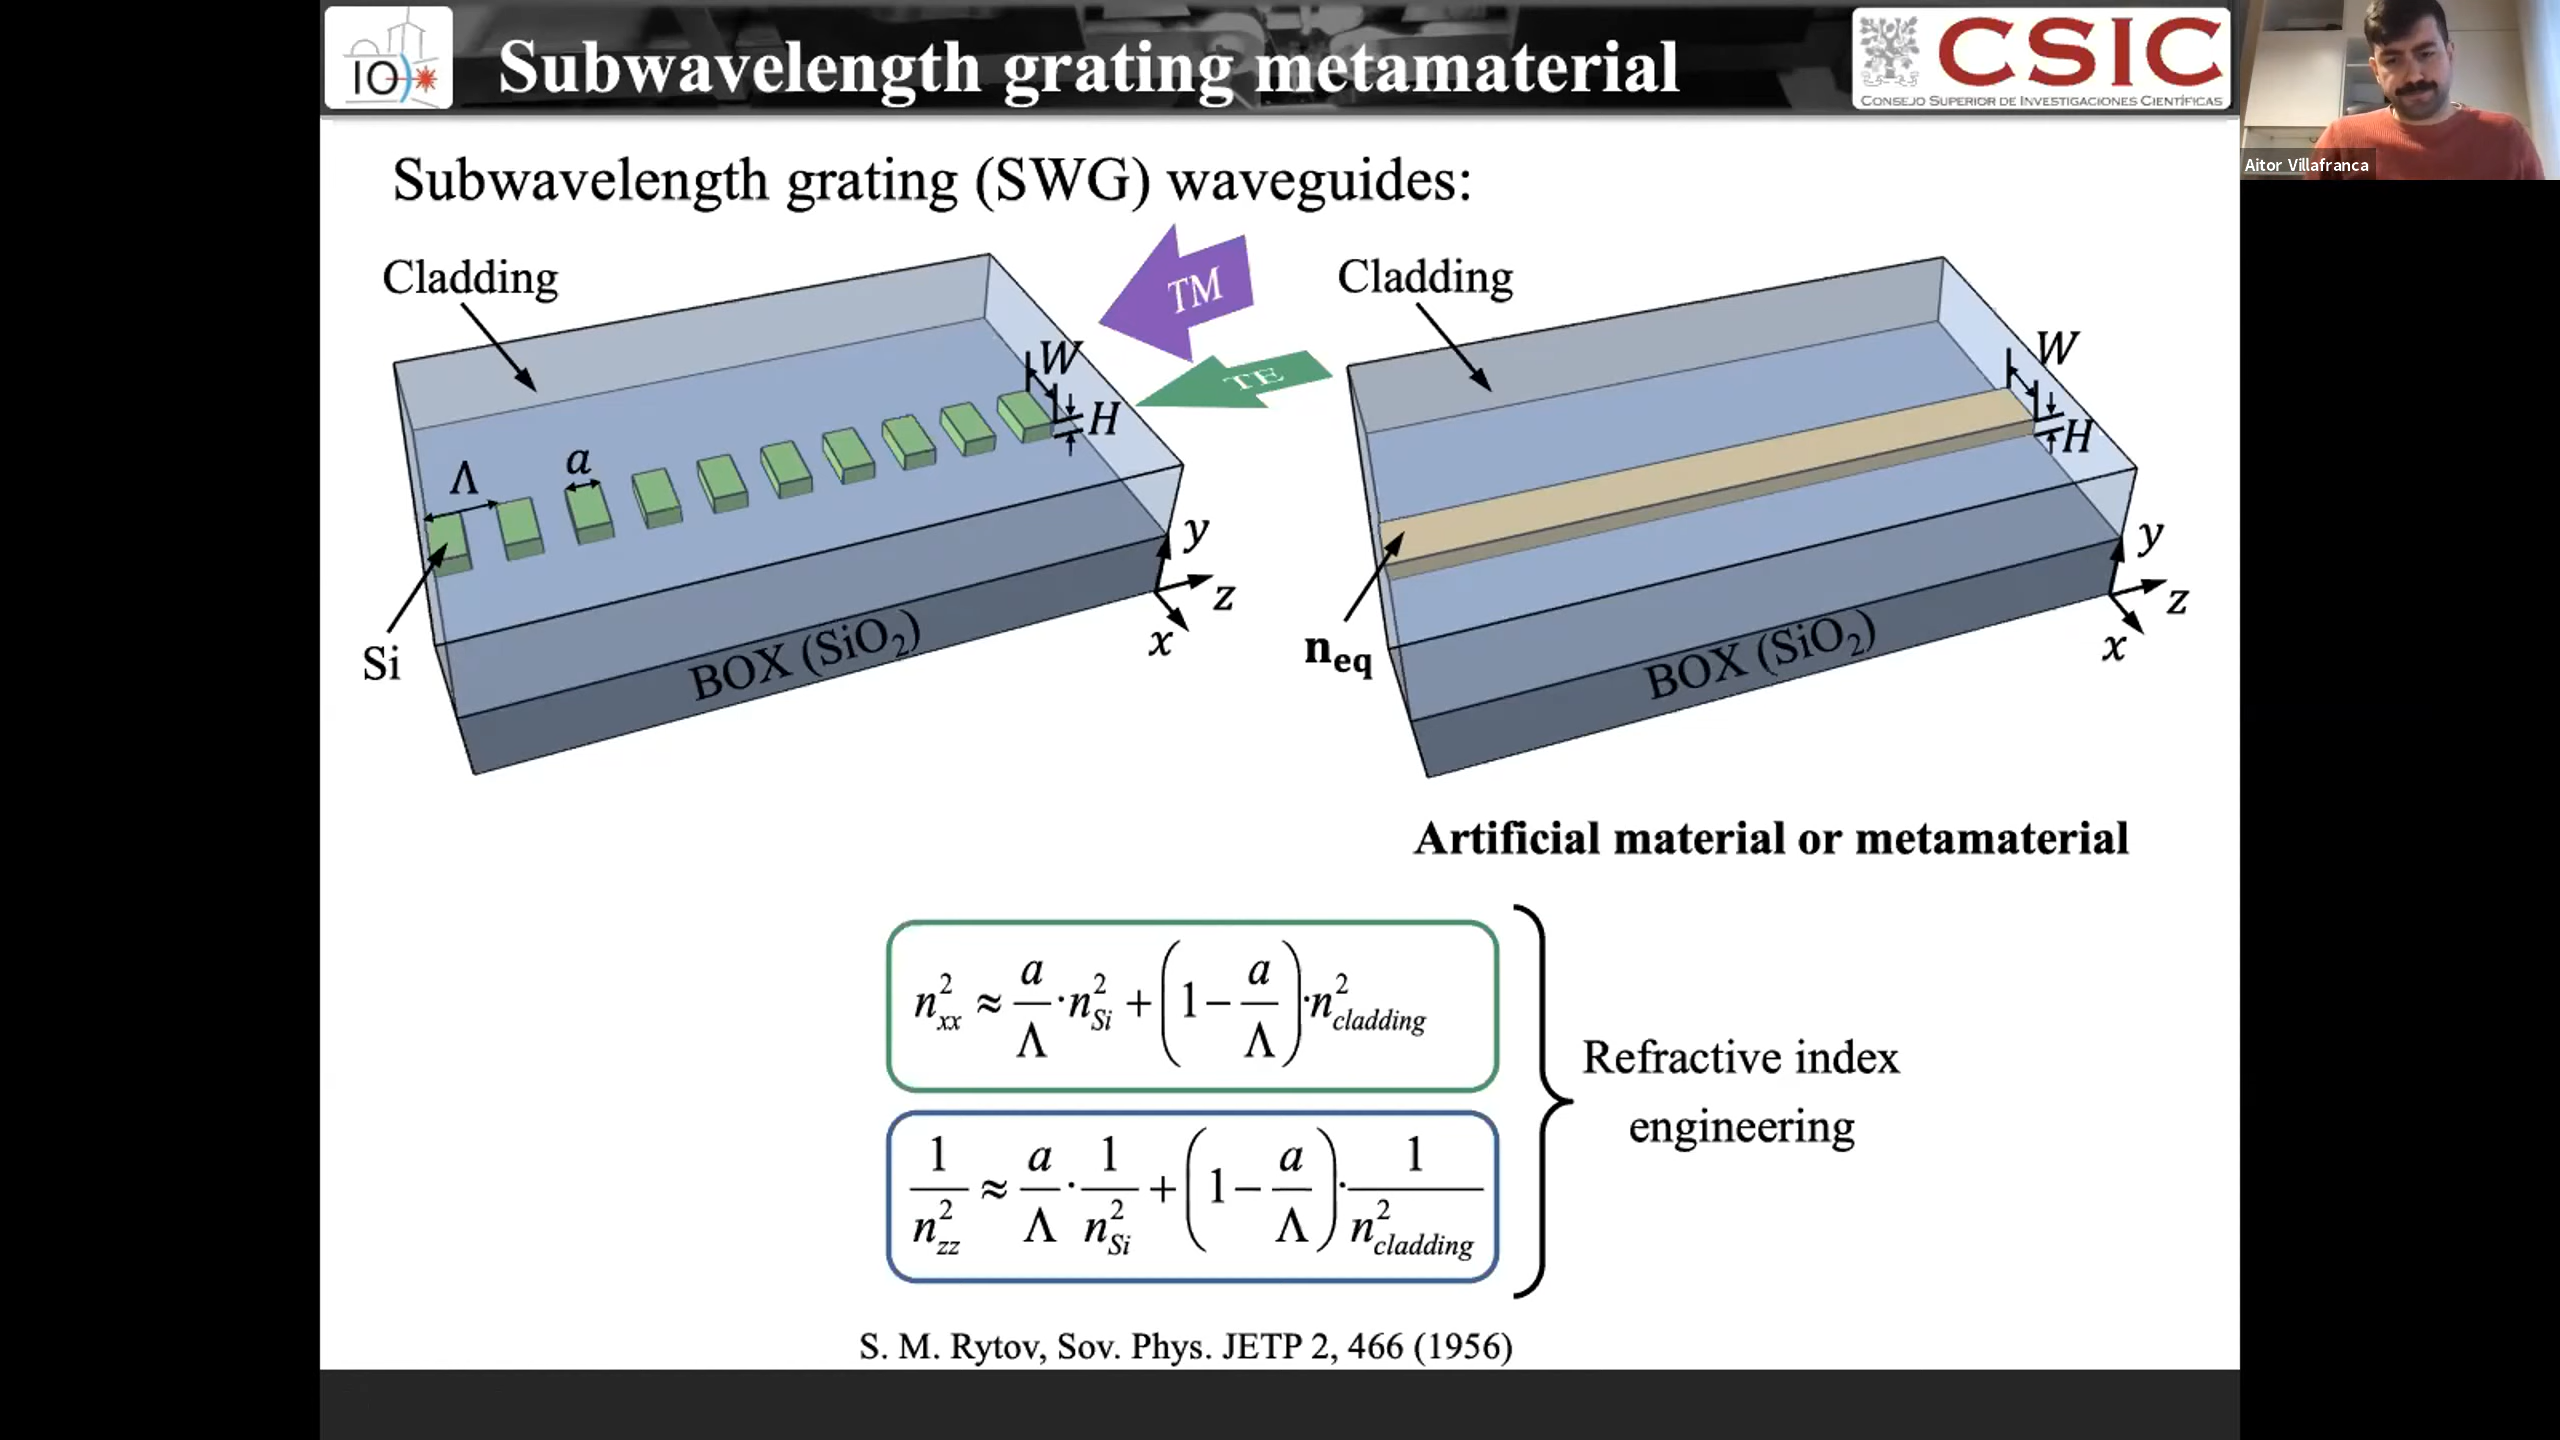 IO
Subwavelength grating metamaterial
CSIC
CONSEJO SUPERIOR DE INVESTIGACIONES CIENTÍFICAS
Aitor Villafranca
Subwavelength grating (SWG) waveguides:
Cladding
TM
TE
W
H
Λ
a
Si
BOX (SiO₂)
y
z
x
Cladding
W
H
n_eq
BOX (SiO₂)
y
z
x
Artificial material or metamaterial
n²_xx ≈ a/Λ · n²_Si + (1 − a/Λ) · n²_cladding
1/n²_zz ≈ a/Λ · 1/n²_Si + (1 − a/Λ) · 1/n²_cladding
Refractive index
engineering
S. M. Rytov, Sov. Phys. JETP 2, 466 (1956)